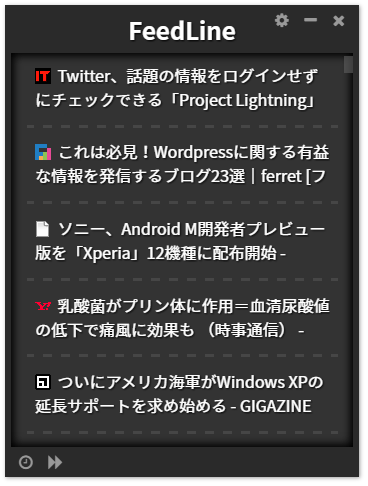 FeedLine
Twitter、話題の情報をログインせず
にチェックできる「Project Lightning」
これは必見！Wordpressに関する有益
な情報を発信するブログ23選｜ferret [フ
ソニー、Android M開発者プレビュー
版を「Xperia」12機種に配布開始 -
乳酸菌がプリン体に作用＝血清尿酸値
の低下で痛風に効果も （時事通信） -
ついにアメリカ海軍がWindows XPの
延長サポートを求め始める - GIGAZINE